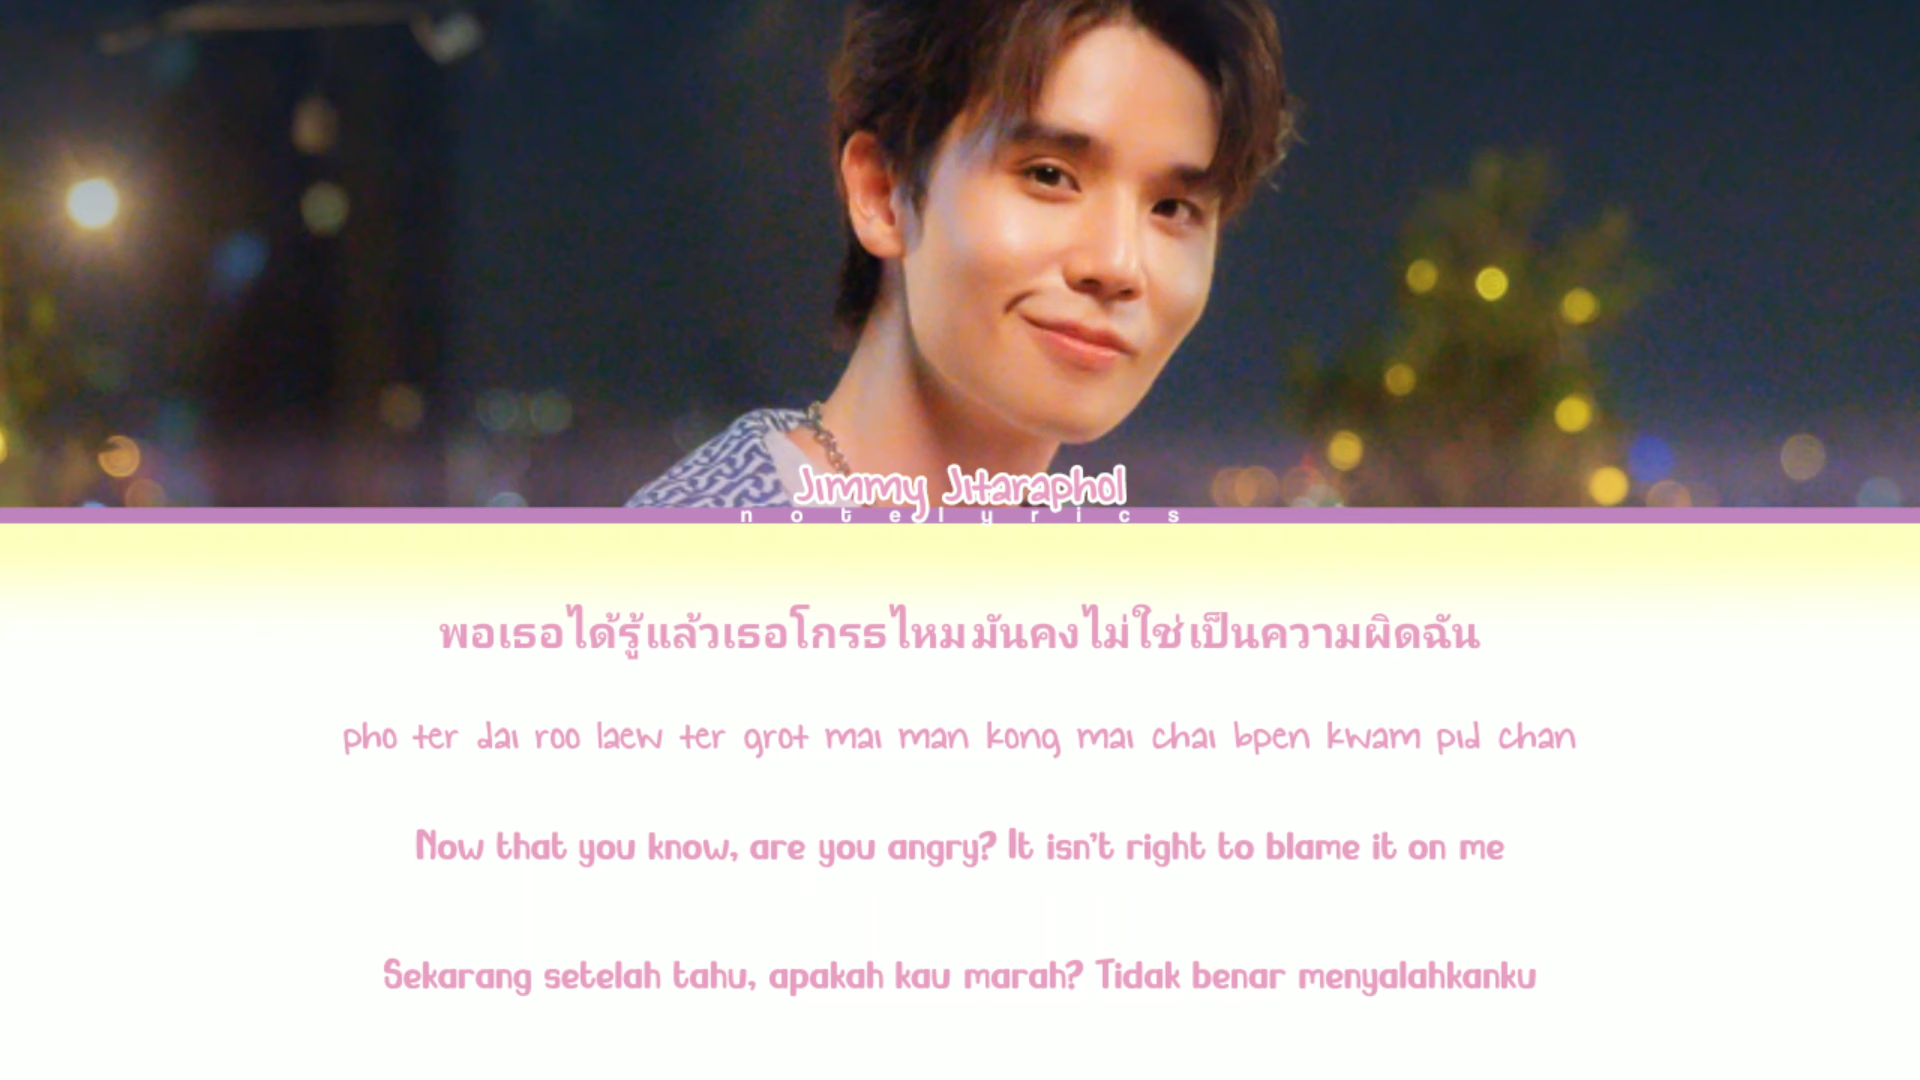 Jimmy Jitaraphol
notelyrics
พอเธอได้รู้แล้วเธอโกรธไหมมันคงไม่ใช่เป็นความผิดฉัน
pho ter dai roo laew ter grot mai man kong mai chai bpen kwam pid chan
Now that you know, are you angry? It isn't right to blame it on me
Sekarang setelah tahu, apakah kau marah? Tidak benar menyalahkanku